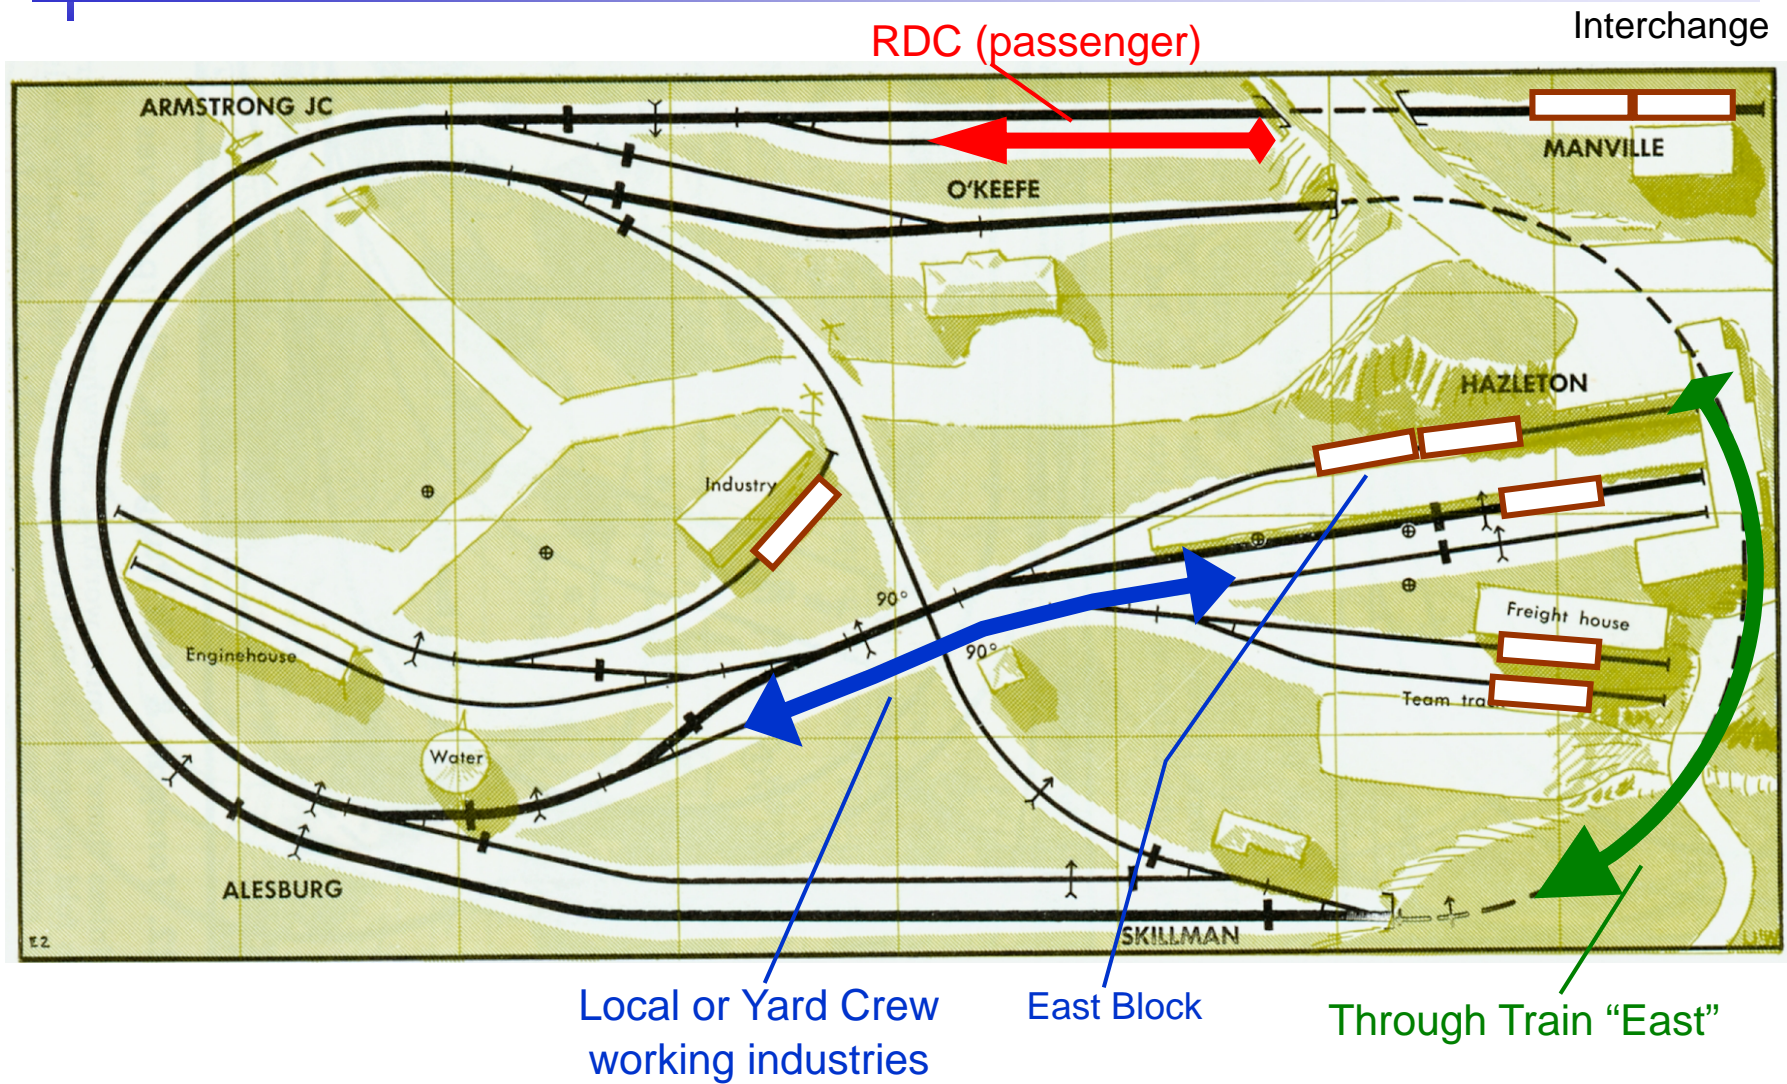 Interchange
RDC (passenger)
ARMSTRONG JC
MANVILLE
O'KEEFE
HAZLETON
Industry
90°
Freight house
90°
Enginehouse
Team
Water
ALESBURG
SKILLMAN
E2
Local or Yard Crew
working industries
East Block
Through Train “East”